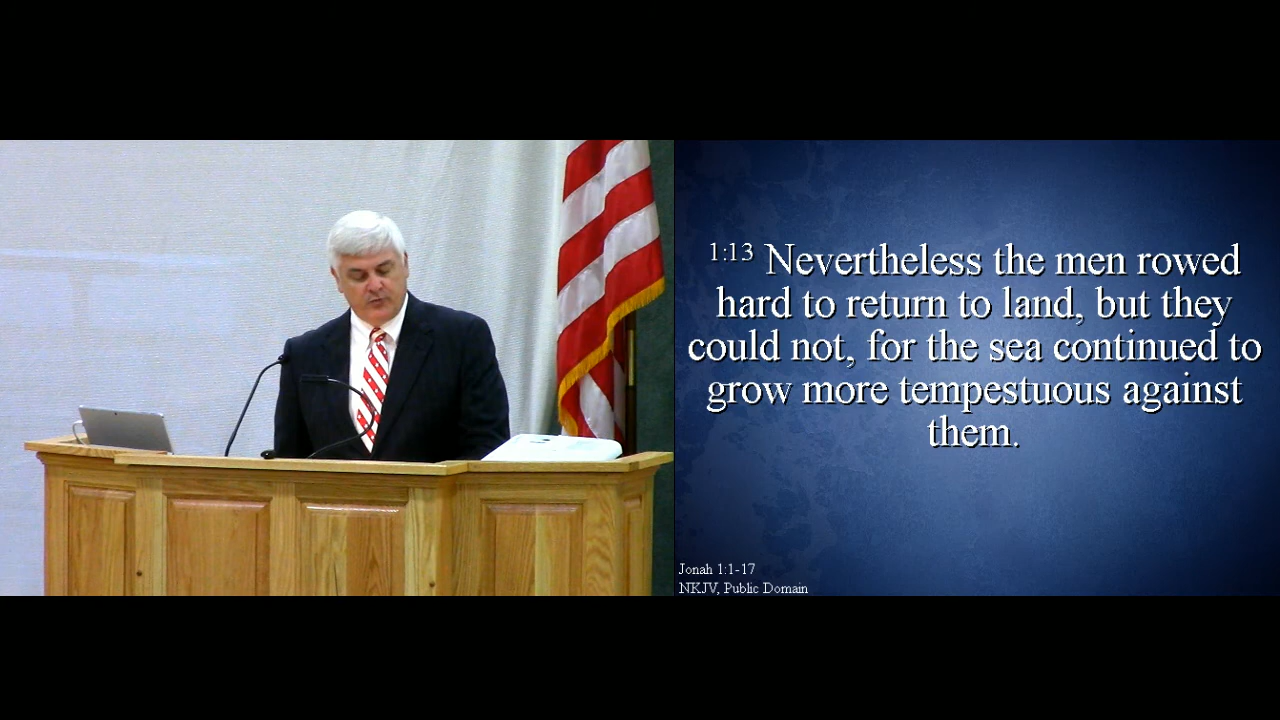 1:13 Nevertheless the men rowed
hard to return to land, but they
could not, for the sea continued to
grow more tempestuous against
them.
Jonah 1:1-17
NKJV, Public Domain